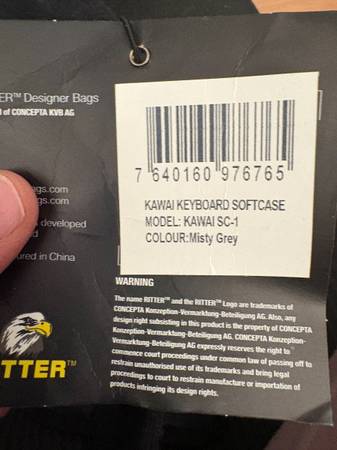 TER™ Designer Bags
of CONCEPTA KVB AG
7 640160 976765
KAWAI KEYBOARD SOFTCASE
MODEL: KAWAI SC-1
COLOUR:Misty Grey
ags.com
gs.com
developed
ured in China
WARNING
The name RITTER™ and the RITTER™ Logo are trademarks of
CONCEPTA Konzeption-Vermarktung-Beteiligung AG. Also, any
design right subsisting in this product is the property of CONCEPTA
Konzeption-Vermarktung-Beteiligung AG. CONCEPTA Konzeption-
Vermarktung-Beteiligung AG expressly reserves the right to
commence court proceedings under common law of passing off to
restrain unauthorised use of its trademarks and bring legal
proceedings to court to restrain manufacture or importation of
products infringing its design rights.
TTER™